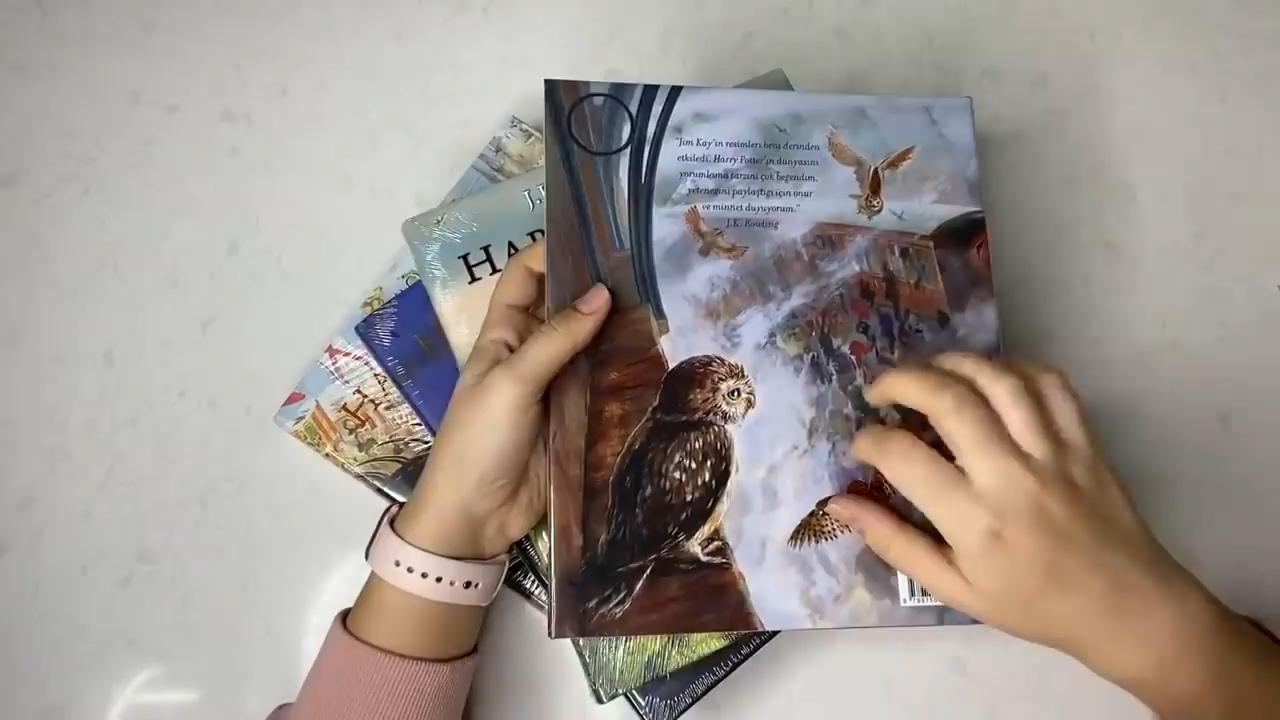 "Jim Kay'in resimleri beni derinden
etkiledi. Harry Potter'ın dünyasını
yorumlama tarzını çok beğendim,
yeteneğini paylaştığı için onur
ve minnet duyuyorum."
J.K. Rowling
J.
HAR
HA